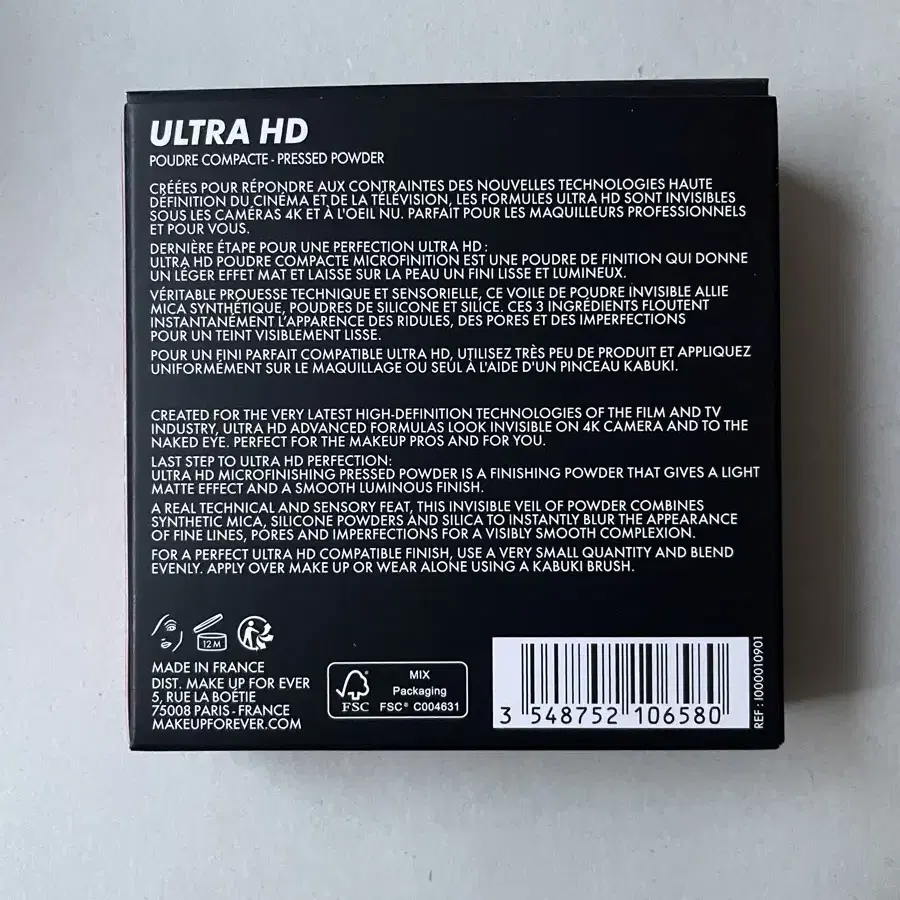 ULTRA HD
POUDRE COMPACTE - PRESSED POWDER
CRÉÉES POUR RÉPONDRE AUX CONTRAINTES DES NOUVELLES TECHNOLOGIES HAUTE
DÉFINITION DU CINÉMA ET DE LA TÉLÉVISION, LES FORMULES ULTRA HD SONT INVISIBLES
SOUS LES CAMÉRAS 4K ET À L'OEIL NU. PARFAIT POUR LES MAQUILLEURS PROFESSIONNELS
ET POUR VOUS.
DERNIÈRE ÉTAPE POUR UNE PERFECTION ULTRA HD :
ULTRA HD POUDRE COMPACTE MICROFINITION EST UNE POUDRE DE FINITION QUI DONNE
UN LÉGER EFFET MAT ET LAISSE SUR LA PEAU UN FINI LISSE ET LUMINEUX.
VÉRITABLE PROUESSE TECHNIQUE ET SENSORIELLE, CE VOILE DE POUDRE INVISIBLE ALLIE
MICA SYNTHÉTIQUE, POUDRES DE SILICONE ET SILICE. CES 3 INGRÉDIENTS FLOUTENT
INSTANTANÉMENT L'APPARENCE DES RIDULES, DES PORES ET DES IMPERFECTIONS
POUR UN TEINT VISIBLEMENT LISSE.
POUR UN FINI PARFAIT COMPATIBLE ULTRA HD, UTILISEZ TRÈS PEU DE PRODUIT ET APPLIQUEZ
UNIFORMÉMENT SUR LE MAQUILLAGE OU SEUL À L'AIDE D'UN PINCEAU KABUKI.
CREATED FOR THE VERY LATEST HIGH-DEFINITION TECHNOLOGIES OF THE FILM AND TV
INDUSTRY, ULTRA HD ADVANCED FORMULAS LOOK INVISIBLE ON 4K CAMERA AND TO THE
NAKED EYE. PERFECT FOR THE MAKEUP PROS AND FOR YOU.
LAST STEP TO ULTRA HD PERFECTION:
ULTRA HD MICROFINISHING PRESSED POWDER IS A FINISHING POWDER THAT GIVES A LIGHT
MATTE EFFECT AND A SMOOTH LUMINOUS FINISH.
A REAL TECHNICAL AND SENSORY FEAT, THIS INVISIBLE VEIL OF POWDER COMBINES
SYNTHETIC MICA, SILICONE POWDERS AND SILICA TO INSTANTLY BLUR THE APPEARANCE
OF FINE LINES, PORES AND IMPERFECTIONS FOR A VISIBLY SMOOTH COMPLEXION.
FOR A PERFECT ULTRA HD COMPATIBLE FINISH, USE A VERY SMALL QUANTITY AND BLEND
EVENLY. APPLY OVER MAKE UP OR WEAR ALONE USING A KABUKI BRUSH.
12 M
MADE IN FRANCE
DIST. MAKE UP FOR EVER
5, RUE LA BOÉTIE
75008 PARIS - FRANCE
MAKEUPFOREVER.COM
FSC
MIX
Packaging
FSC® C004631
3 548752 106580
REF : I000010901